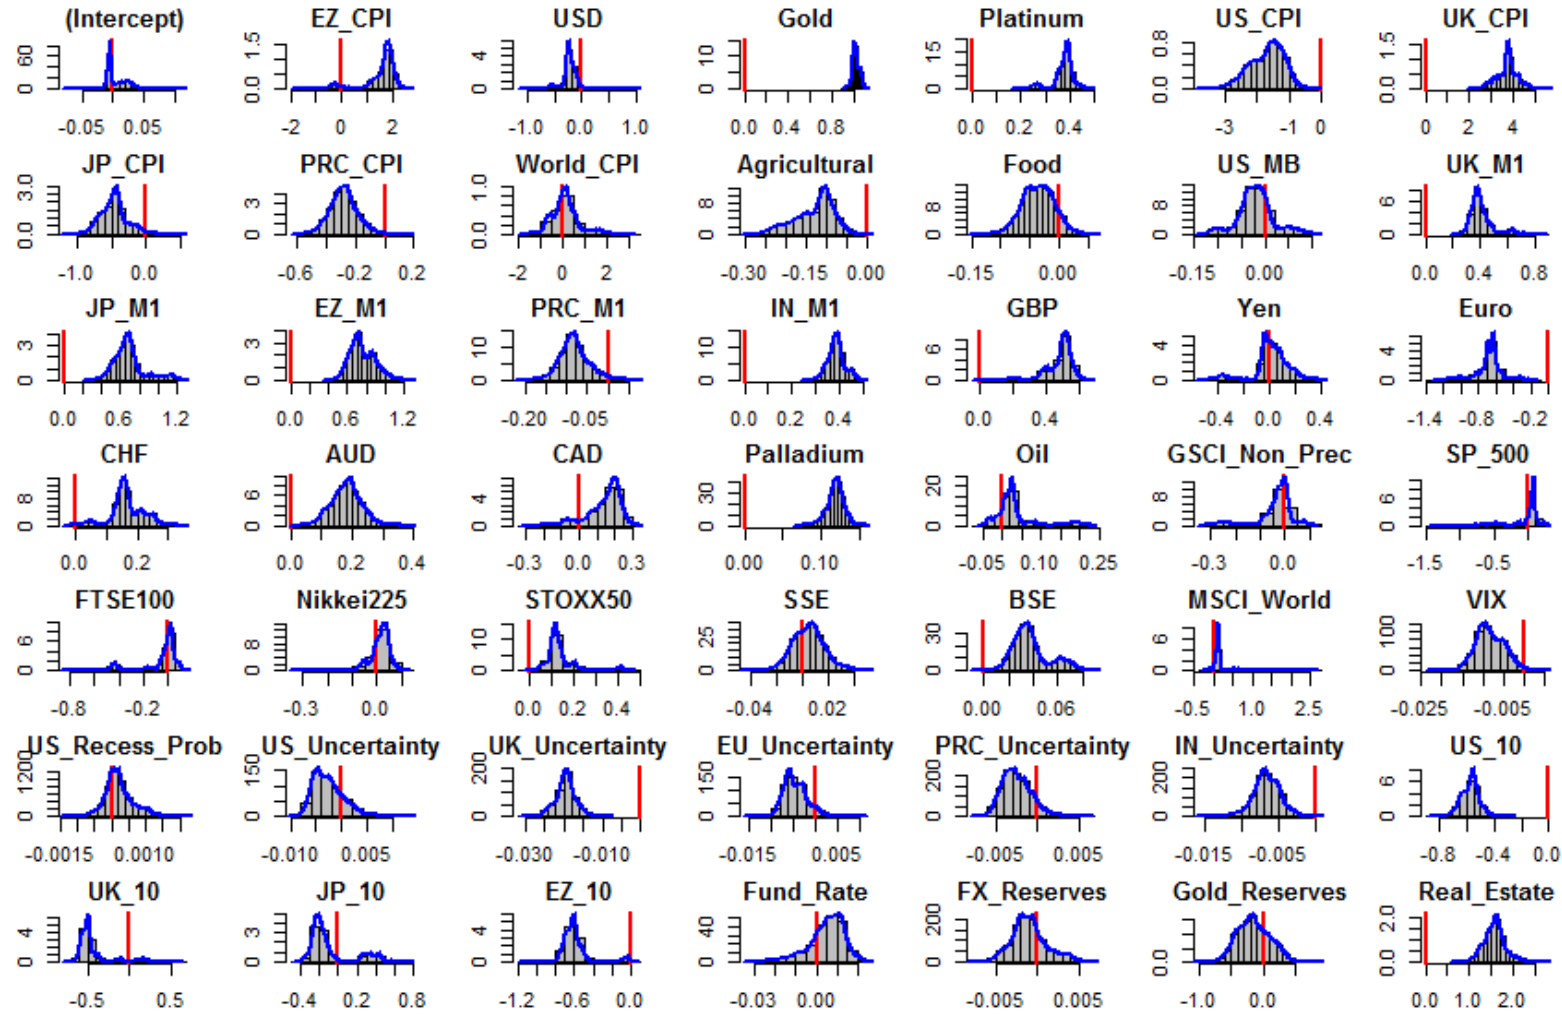 (Intercept) EZ_CPI USD Gold Platinum US_CPI UK_CPI
0 60 0.0 1.5 0 4 0 10 0 15 0.0 0.8 0.0 1.5
-0.05 0.05 -2 0 2 -1.0 0.0 1.0 0.0 0.4 0.8 0.0 0.2 0.4 -3 -1 0 0 2 4
JP_CPI PRC_CPI World_CPI Agricultural Food US_MB UK_M1
0.0 3.0 0 3 0.0 1.0 0 8 0 8 0 8 0 6
-1.0 0.0 -0.6 -0.2 0.2 -2 0 2 -0.30 -0.15 0.00 -0.15 0.00 -0.15 0.00 0.0 0.4 0.8
JP_M1 EZ_M1 PRC_M1 IN_M1 GBP Yen Euro
0 3 0 3 0 10 0 10 0 6 0 4 0 4
0.0 0.6 1.2 0.0 0.6 1.2 -0.20 -0.05 0.0 0.2 0.4 0.0 0.4 -0.4 0.0 0.4 -1.4 -0.8 -0.2
CHF AUD CAD Palladium Oil GSCI_Non_Prec SP_500
0 8 0 6 0 4 0 30 0 20 0 8 0 6
0.0 0.2 0.0 0.2 0.4 -0.3 0.0 0.3 0.00 0.10 -0.05 0.10 0.25 -0.3 0.0 -1.5 -0.5
FTSE100 Nikkei225 STOXX50 SSE BSE MSCI_World VIX
0 6 0 8 0 10 0 25 0 30 0 6 0 100
-0.8 -0.2 -0.3 0.0 0.0 0.2 0.4 -0.04 0.02 0.00 0.06 -0.5 1.0 2.5 -0.025 -0.005
US_Recess_Prob US_Uncertainty UK_Uncertainty EU_Uncertainty PRC_Uncertainty IN_Uncertainty US_10
0 1200 0 150 0 200 0 150 0 200 0 200 0 6
-0.0015 0.0010 -0.010 0.005 -0.030 -0.010 -0.015 0.005 -0.005 0.005 -0.015 -0.005 -0.8 -0.4 0.0
UK_10 JP_10 EZ_10 Fund_Rate FX_Reserves Gold_Reserves Real_Estate
0 4 0 3 0 4 0 40 0 200 0.0 0.0 2.0
-0.5 0.5 -0.4 0.2 0.8 -1.2 -0.6 0.0 -0.03 0.00 -0.005 0.005 -1.0 0.0 0.0 1.0 2.0